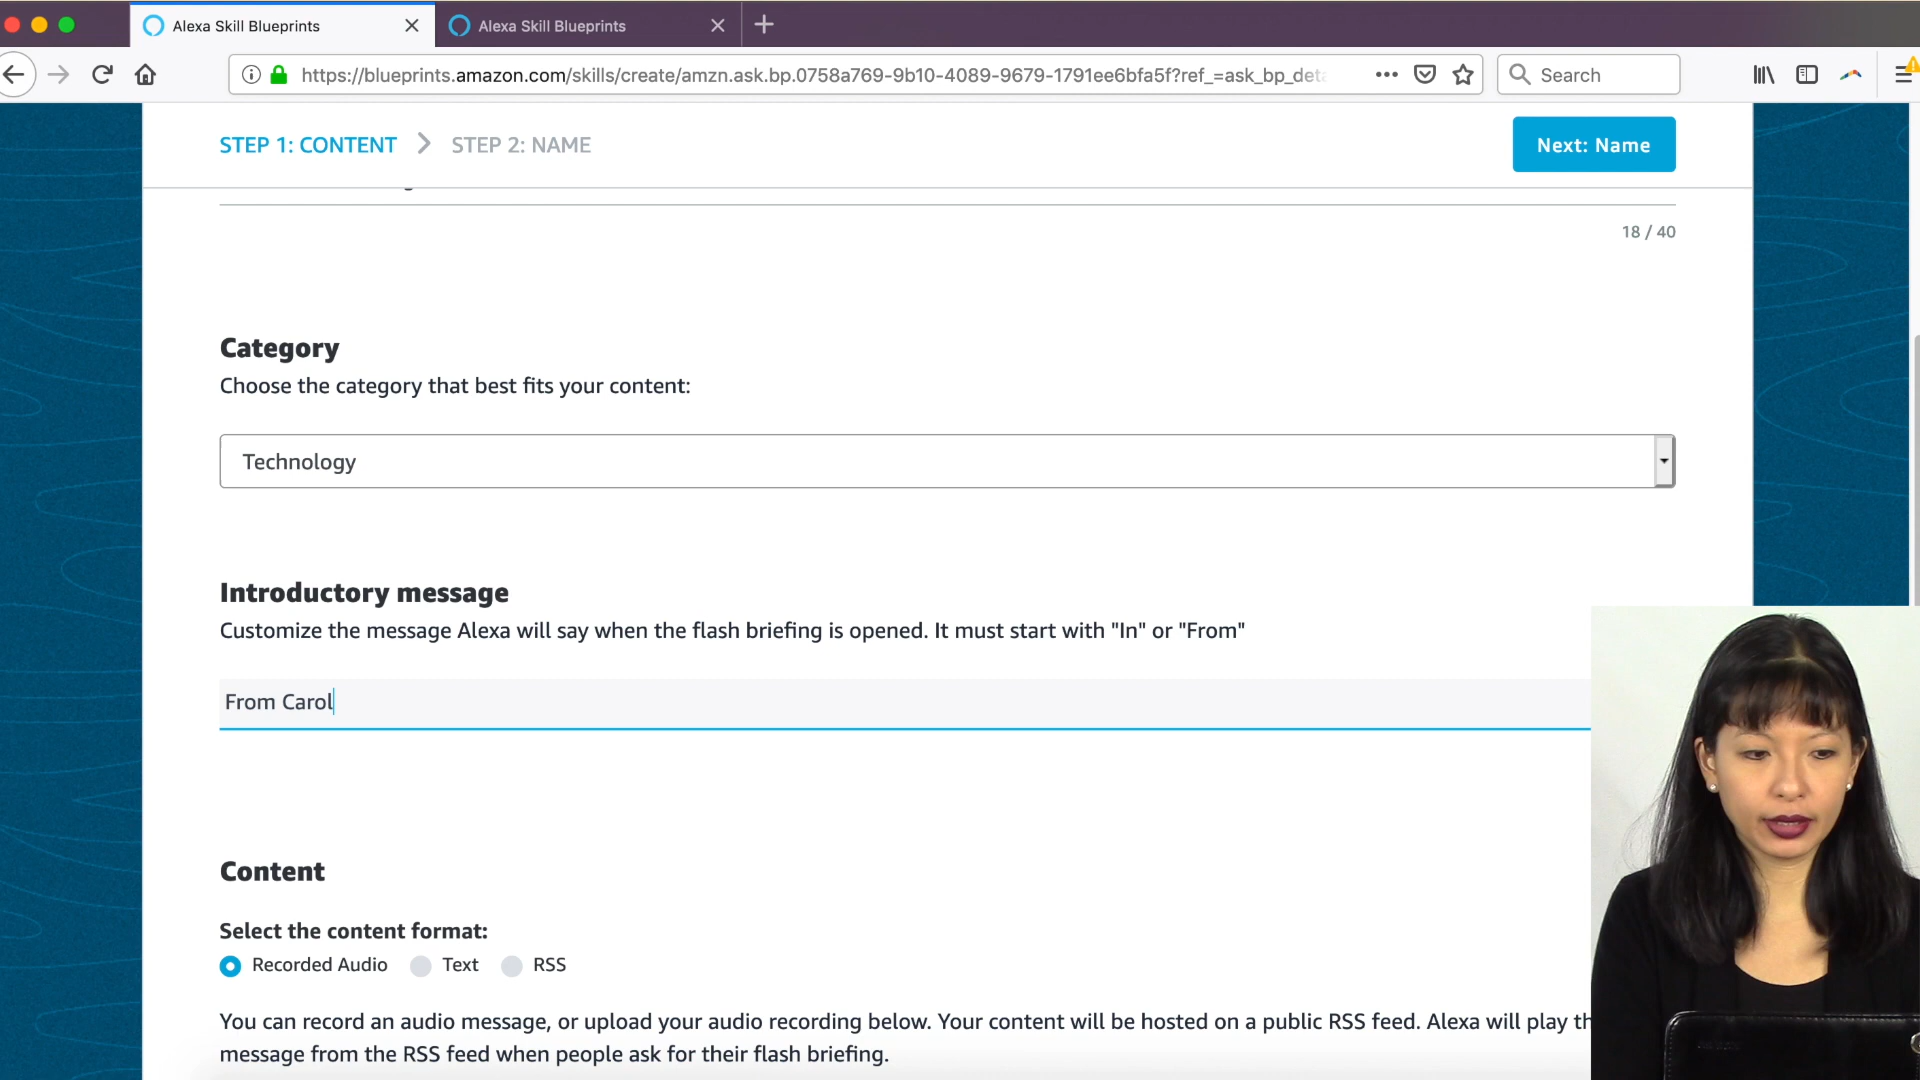 Alexa Skill Blueprints
Alexa Skill Blueprints
https://blueprints.amazon.com/skills/create/amzn.ask.bp.0758a769-9b10-4089-9679-1791ee6bfa5f?ref_=ask_bp_deta
Search
STEP 1: CONTENT
STEP 2: NAME
Next: Name
18 / 40
Category
Choose the category that best fits your content:
Technology
Introductory message
Customize the message Alexa will say when the flash briefing is opened. It must start with "In" or "From"
From Carol
Content
Select the content format:
Recorded Audio Text RSS
You can record an audio message, or upload your audio recording below. Your content will be hosted on a public RSS feed. Alexa will play th
message from the RSS feed when people ask for their flash briefing.